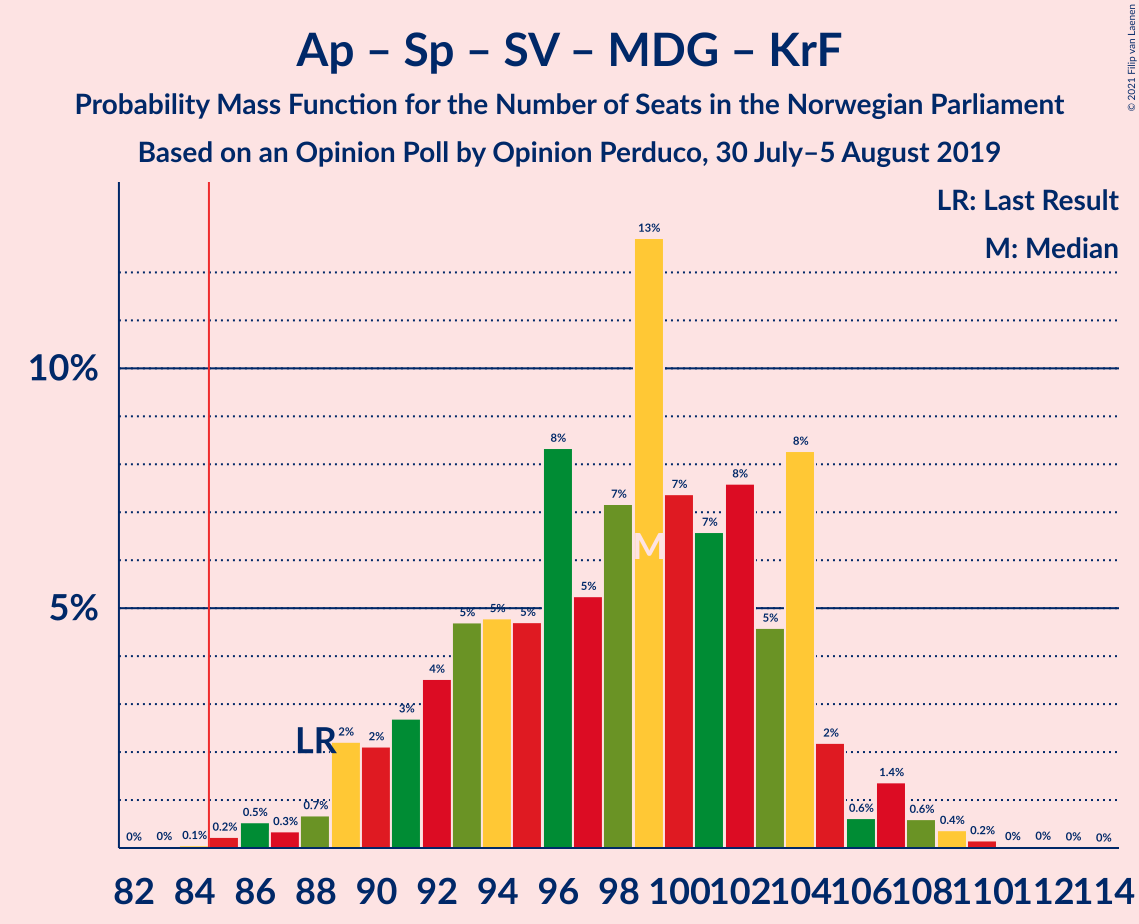 Ap – Sp – SV – MDG – KrF
Probability Mass Function for the Number of Seats in the Norwegian Parliament
Based on an Opinion Poll by Opinion Perduco, 30 July–5 August 2019
© 2021 Filip van Laenen
LR: Last Result
M: Median
10%
5%
0% 0% 0.1% 0.2% 0.5% 0.3% 0.7% 2% 2% 3% 4% 5% 5% 5% 8% 5% 7% 13% 7% 7% 8% 5% 8% 2% 0.6% 1.4% 0.6% 0.4% 0.2% 0% 0% 0% 0%
LR
M
82 84 86 88 90 92 94 96 98 100 102 104 106 108 110 112 114